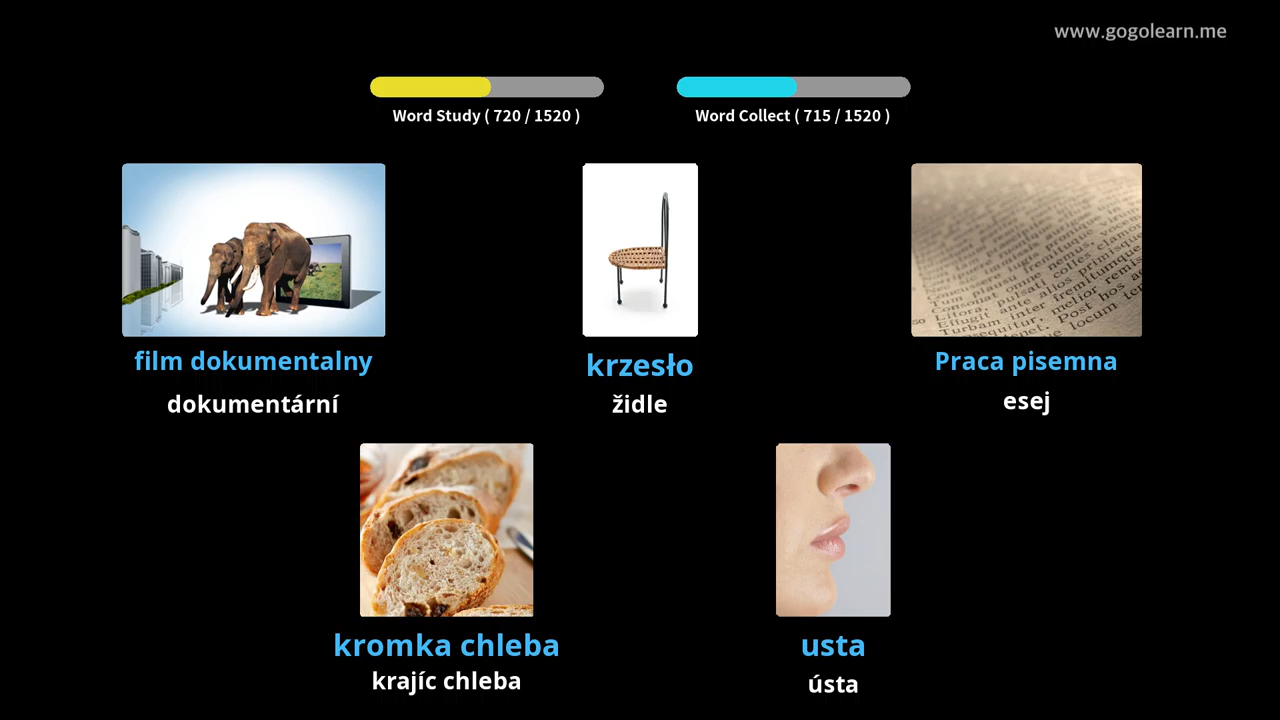 www.gogolearn.me
Word Study ( 720 / 1520 )
Word Collect ( 715 / 1520 )
film dokumentalny
dokumentární
krzesło
židle
Praca pisemna
esej
kromka chleba
krajíc chleba
usta
ústa